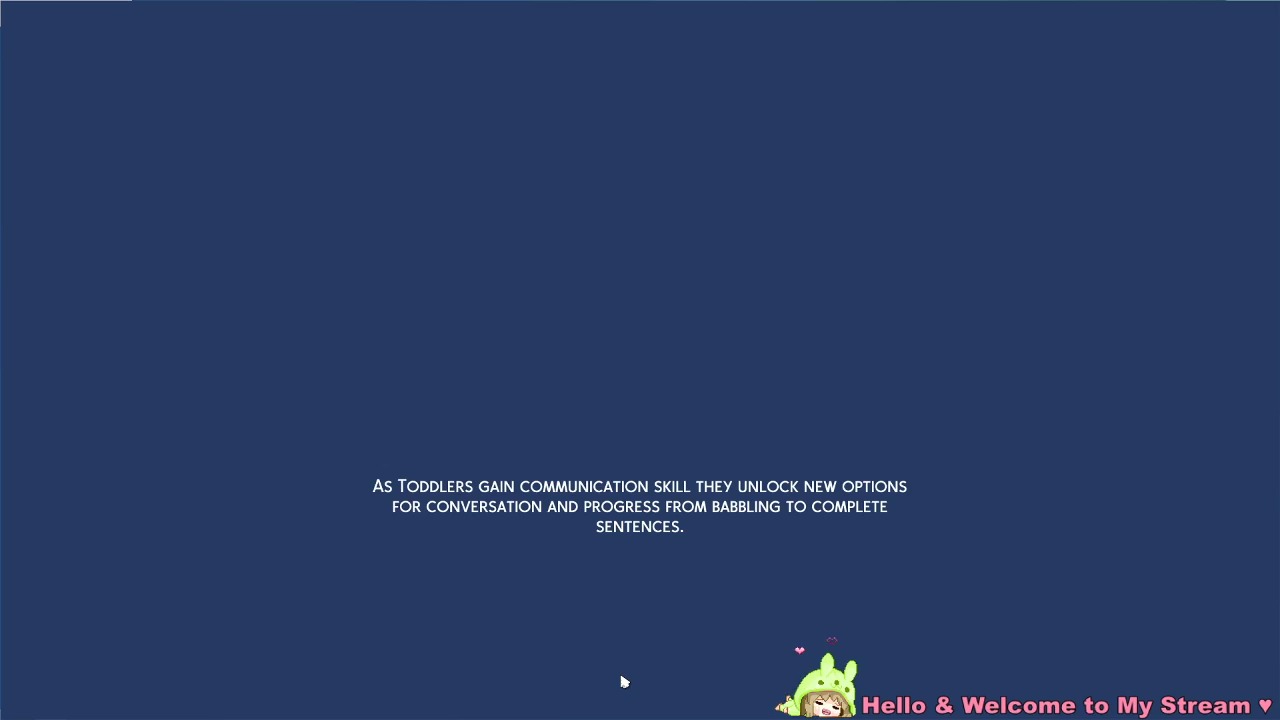 As Toddlers gain communication skill they unlock new options
for conversation and progress from babbling to complete
sentences.
Hello & Welcome to My Stream ♥